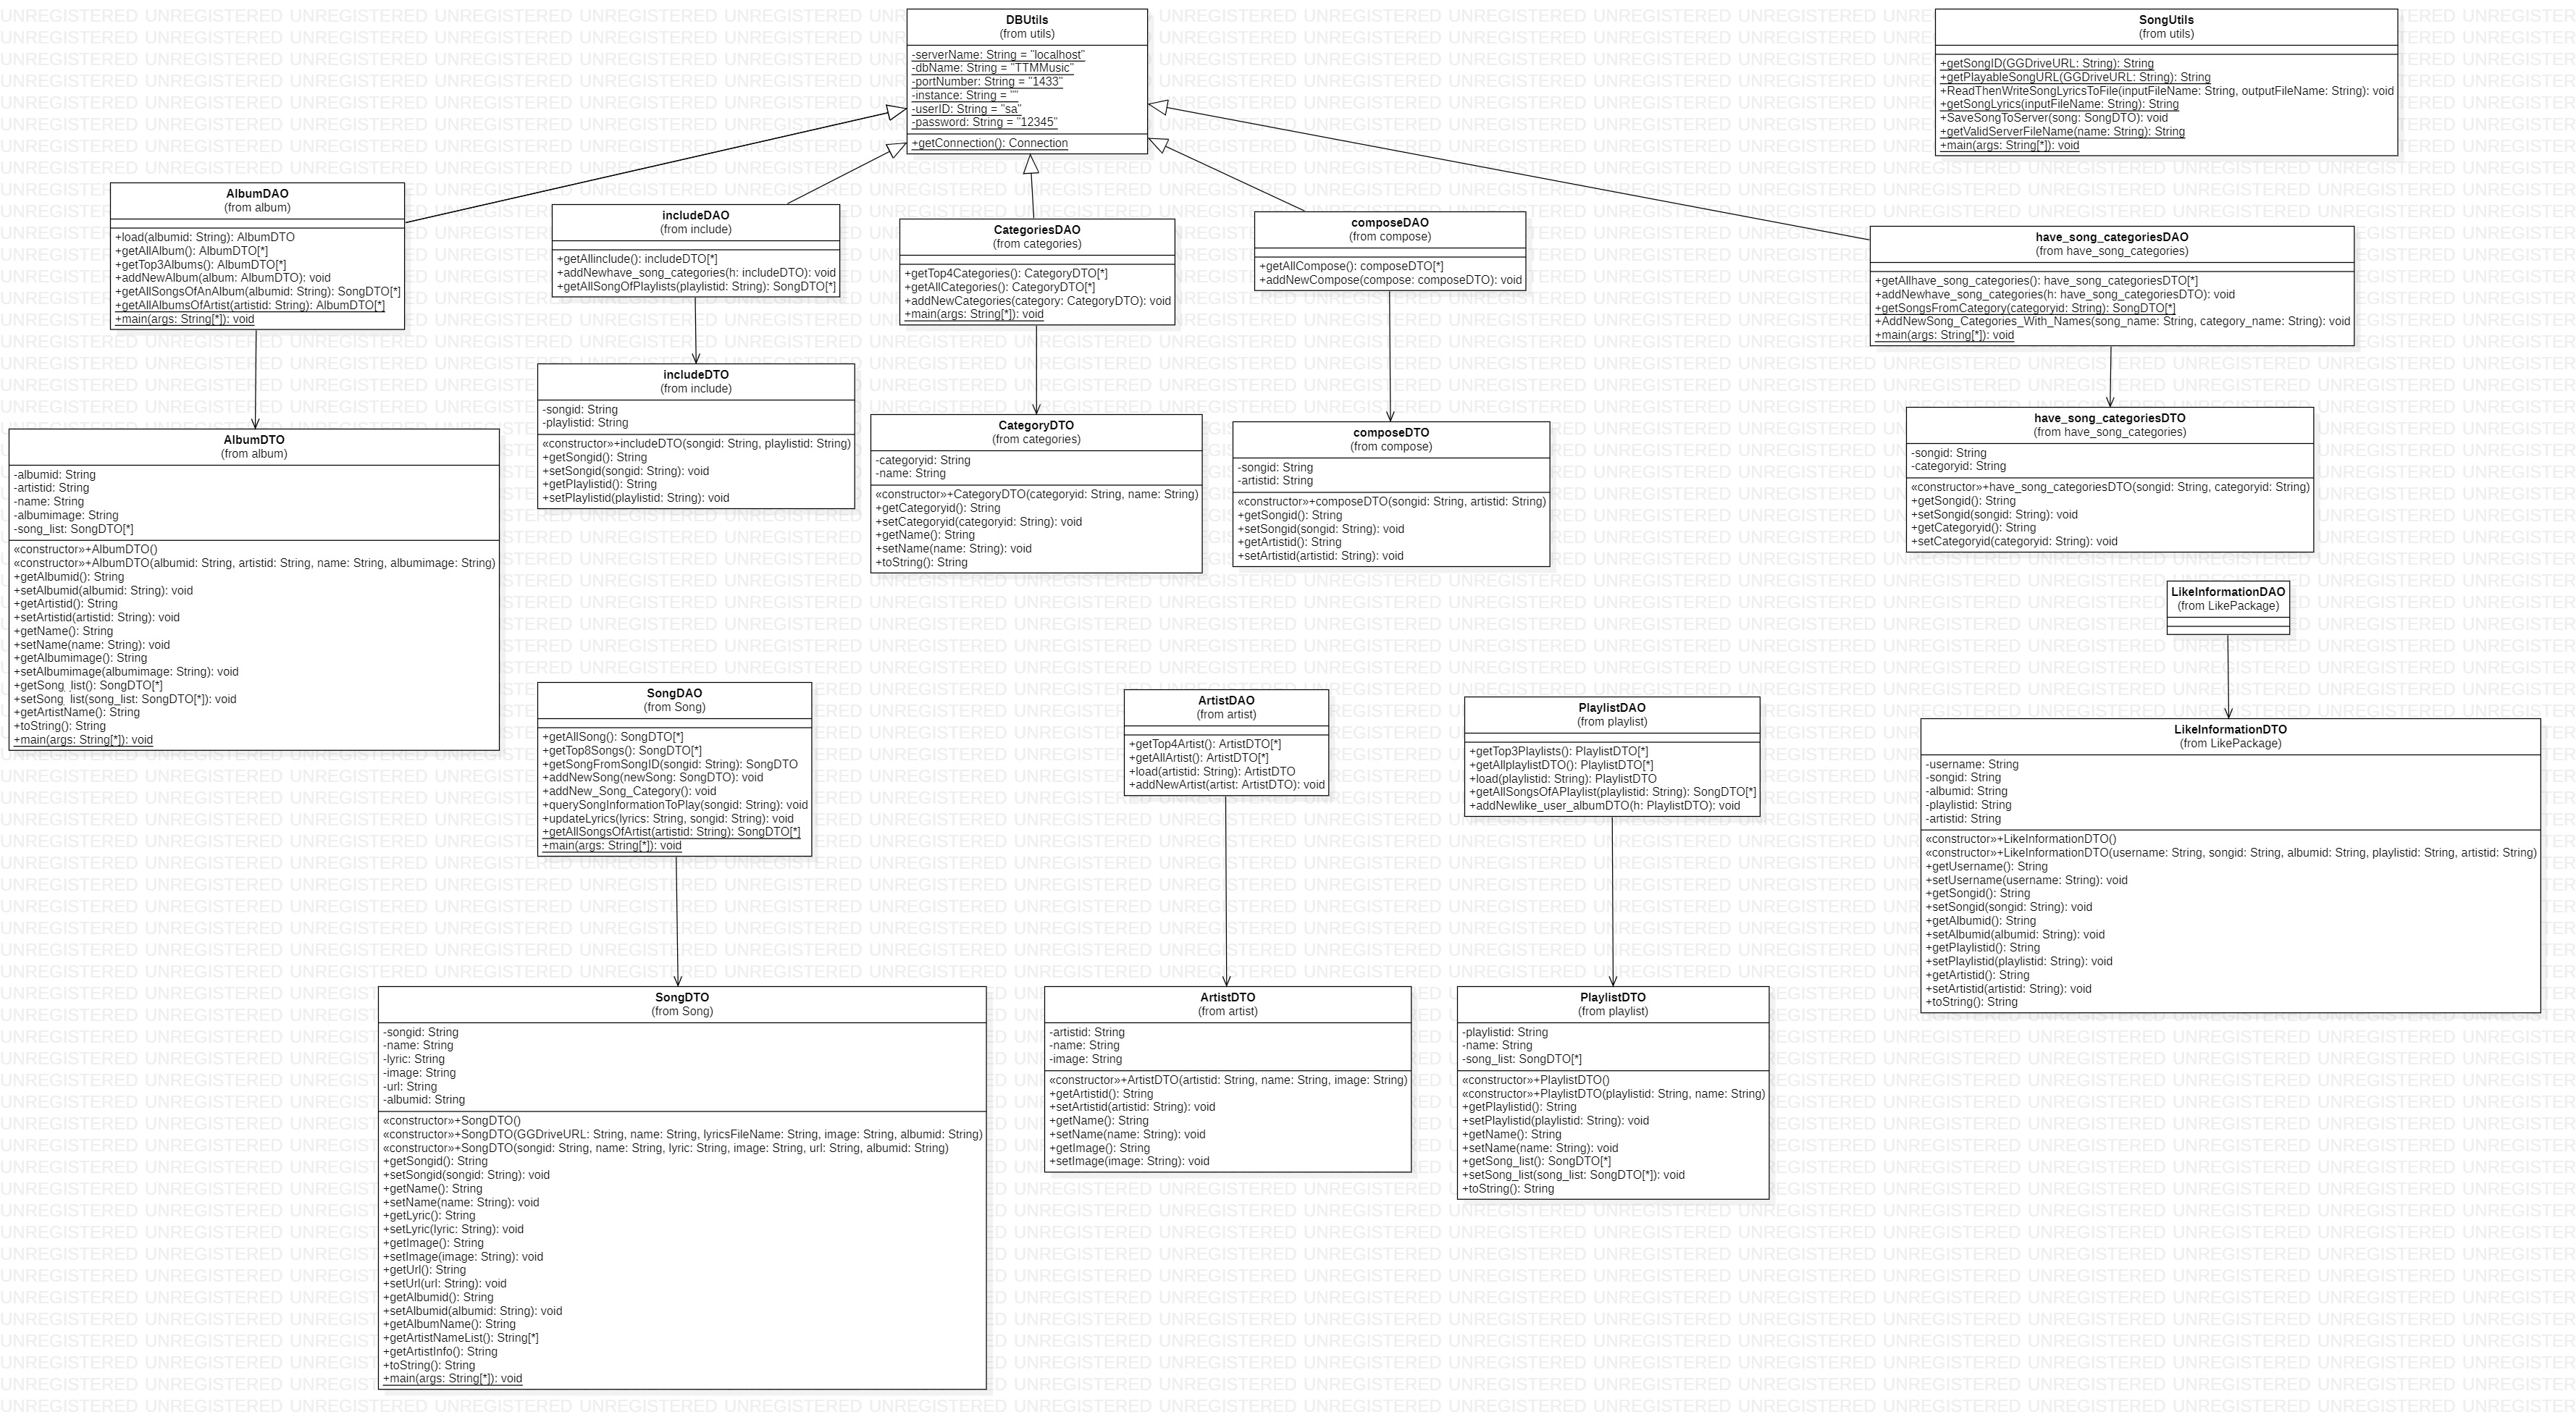 DBUtils
(from utils)
-serverName: String = "localhost"
-dbName: String = "TTMMusic"
-portNumber: String = "1433"
-instance: String = ""
-userID: String = "sa"
-password: String = "12345"
+getConnection(): Connection
SongUtils
(from utils)
+getSongID(GGDriveURL: String): String
+getPlayableSongURL(GGDriveURL: String): String
+ReadThenWriteSongLyricsToFile(inputFileName: String, outputFileName: String): void
+getSongLyrics(inputFileName: String): String
+SaveSongToServer(song: SongDTO): void
+getValidServerFileName(name: String): String
+main(args: String[*]): void
AlbumDAO
(from album)
+load(albumid: String): AlbumDTO
+getAllAlbum(): AlbumDTO[*]
+getTop3Albums(): AlbumDTO[*]
+addNewAlbum(album: AlbumDTO): void
+getAllSongsOfAnAlbum(albumid: String): SongDTO[*]
+getAllAlbumsOfArtist(artistid: String): AlbumDTO[*]
+main(args: String[*]): void
includeDAO
(from include)
+getAllinclude(): includeDTO[*]
+addNewhave_song_categories(h: includeDTO): void
+getAllSongOfPlaylists(playlistid: String): SongDTO[*]
CategoriesDAO
(from categories)
+getTop4Categories(): CategoryDTO[*]
+getAllCategories(): CategoryDTO[*]
+addNewCategories(category: CategoryDTO): void
+main(args: String[*]): void
composeDAO
(from compose)
+getAllCompose(): composeDTO[*]
+addNewCompose(compose: composeDTO): void
have_song_categoriesDAO
(from have_song_categories)
+getAllhave_song_categories(): have_song_categoriesDTO[*]
+addNewhave_song_categories(h: have_song_categoriesDTO): void
+getSongsFromCategory(categoryid: String): SongDTO[*]
+AddNewSong_Categories_With_Names(song_name: String, category_name: String): void
+main(args: String[*]): void
AlbumDTO
(from album)
-albumid: String
-artistid: String
-name: String
-albumimage: String
-song_list: SongDTO[*]
«constructor»+AlbumDTO()
«constructor»+AlbumDTO(albumid: String, artistid: String, name: String, albumimage: String)
+getAlbumid(): String
+setAlbumid(albumid: String): void
+getArtistid(): String
+setArtistid(artistid: String): void
+getName(): String
+setName(name: String): void
+getAlbumimage(): String
+setAlbumimage(albumimage: String): void
+getSong_list(): SongDTO[*]
+setSong_list(song_list: SongDTO[*]): void
+getArtistName(): String
+toString(): String
+main(args: String[*]): void
includeDTO
(from include)
-songid: String
-playlistid: String
«constructor»+includeDTO(songid: String, playlistid: String)
+getSongid(): String
+setSongid(songid: String): void
+getPlaylistid(): String
+setPlaylistid(playlistid: String): void
CategoryDTO
(from categories)
-categoryid: String
-name: String
«constructor»+CategoryDTO(categoryid: String, name: String)
+getCategoryid(): String
+setCategoryid(categoryid: String): void
+getName(): String
+setName(name: String): void
+toString(): String
composeDTO
(from compose)
-songid: String
-artistid: String
«constructor»+composeDTO(songid: String, artistid: String)
+getSongid(): String
+setSongid(songid: String): void
+getArtistid(): String
+setArtistid(artistid: String): void
have_song_categoriesDTO
(from have_song_categories)
-songid: String
-categoryid: String
«constructor»+have_song_categoriesDTO(songid: String, categoryid: String)
+getSongid(): String
+setSongid(songid: String): void
+getCategoryid(): String
+setCategoryid(categoryid: String): void
LikeInformationDAO
(from LikePackage)
SongDAO
(from Song)
+getAllSong(): SongDTO[*]
+getTop8Songs(): SongDTO[*]
+getSongFromSongID(songid: String): SongDTO
+addNewSong(newSong: SongDTO): void
+addNew_Song_Category(): void
+querySongInformationToPlay(songid: String): void
+updateLyrics(lyrics: String, songid: String): void
+getAllSongsOfArtist(artistid: String): SongDTO[*]
+main(args: String[*]): void
ArtistDAO
(from artist)
+getTop4Artist(): ArtistDTO[*]
+getAllArtist(): ArtistDTO[*]
+load(artistid: String): ArtistDTO
+addNewArtist(artist: ArtistDTO): void
PlaylistDAO
(from playlist)
+getTop3Playlists(): PlaylistDTO[*]
+getAllplaylistDTO(): PlaylistDTO[*]
+load(playlistid: String): PlaylistDTO
+getAllSongsOfAPlaylist(playlistid: String): SongDTO[*]
+addNewlike_user_albumDTO(h: PlaylistDTO): void
LikeInformationDTO
(from LikePackage)
-username: String
-songid: String
-albumid: String
-playlistid: String
-artistid: String
«constructor»+LikeInformationDTO()
«constructor»+LikeInformationDTO(username: String, songid: String, albumid: String, playlistid: String, artistid: String)
+getUsername(): String
+setUsername(username: String): void
+getSongid(): String
+setSongid(songid: String): void
+getAlbumid(): String
+setAlbumid(albumid: String): void
+getPlaylistid(): String
+setPlaylistid(playlistid: String): void
+getArtistid(): String
+setArtistid(artistid: String): void
+toString(): String
SongDTO
(from Song)
-songid: String
-name: String
-lyric: String
-image: String
-url: String
-albumid: String
«constructor»+SongDTO()
«constructor»+SongDTO(GGDriveURL: String, name: String, lyricsFileName: String, image: String, albumid: String)
«constructor»+SongDTO(songid: String, name: String, lyric: String, image: String, url: String, albumid: String)
+getSongid(): String
+setSongid(songid: String): void
+getName(): String
+setName(name: String): void
+getLyric(): String
+setLyric(lyric: String): void
+getImage(): String
+setImage(image: String): void
+getUrl(): String
+setUrl(url: String): void
+getAlbumid(): String
+setAlbumid(albumid: String): void
+getAlbumName(): String
+getArtistNameList(): String[*]
+getArtistInfo(): String
+toString(): String
+main(args: String[*]): void
ArtistDTO
(from artist)
-artistid: String
-name: String
-image: String
«constructor»+ArtistDTO(artistid: String, name: String, image: String)
+getArtistid(): String
+setArtistid(artistid: String): void
+getName(): String
+setName(name: String): void
+getImage(): String
+setImage(image: String): void
PlaylistDTO
(from playlist)
-playlistid: String
-name: String
-song_list: SongDTO[*]
«constructor»+PlaylistDTO()
«constructor»+PlaylistDTO(playlistid: String, name: String)
+getPlaylistid(): String
+setPlaylistid(playlistid: String): void
+getName(): String
+setName(name: String): void
+getSong_list(): SongDTO[*]
+setSong_list(song_list: SongDTO[*]): void
+toString(): String